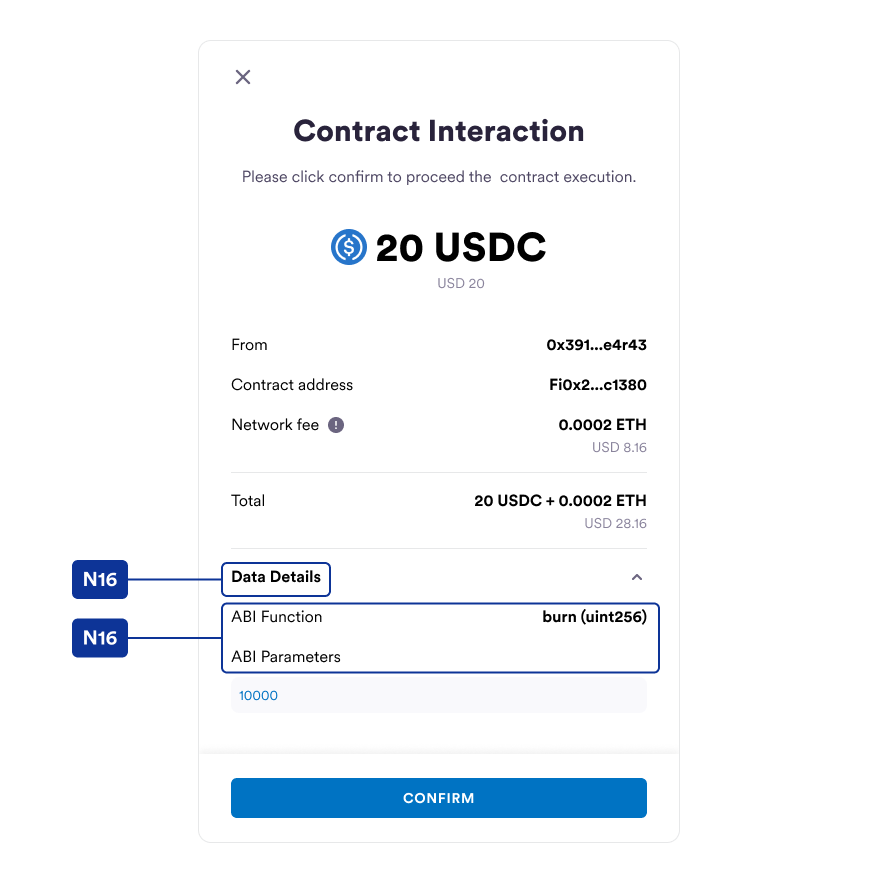 Contract Interaction
Please click confirm to proceed the  contract execution.
20 USDC
USD 20
From 0x391...e4r43
Contract address Fi0x2...c1380
Network fee ! 0.0002 ETH
USD 8.16
Total 20 USDC + 0.0002 ETH
USD 28.16
N16 Data Details
ABI Function burn (uint256)
N16
ABI Parameters
10000
CONFIRM